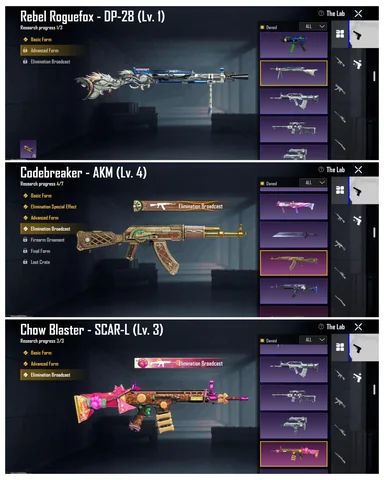 Rebel Roguefox - DP-28 (Lv. 1)
Research progress 1/3
Basic Form
Advanced Form
Elimination Broadcast
The Lab
Owned
ALL
Codebreaker - AKM (Lv. 4)
Research progress 4/7
Basic Form
Elimination Special Effect
Advanced Form
Elimination Broadcast
Firearm Ornament
Final Form
Loot Crate
Elimination Broadcast
The Lab
Owned
ALL
Chow Blaster - SCAR-L (Lv. 3)
Research progress 3/3
Basic Form
Advanced Form
Elimination Broadcast
Elimination Broadcast
The Lab
Owned
ALL